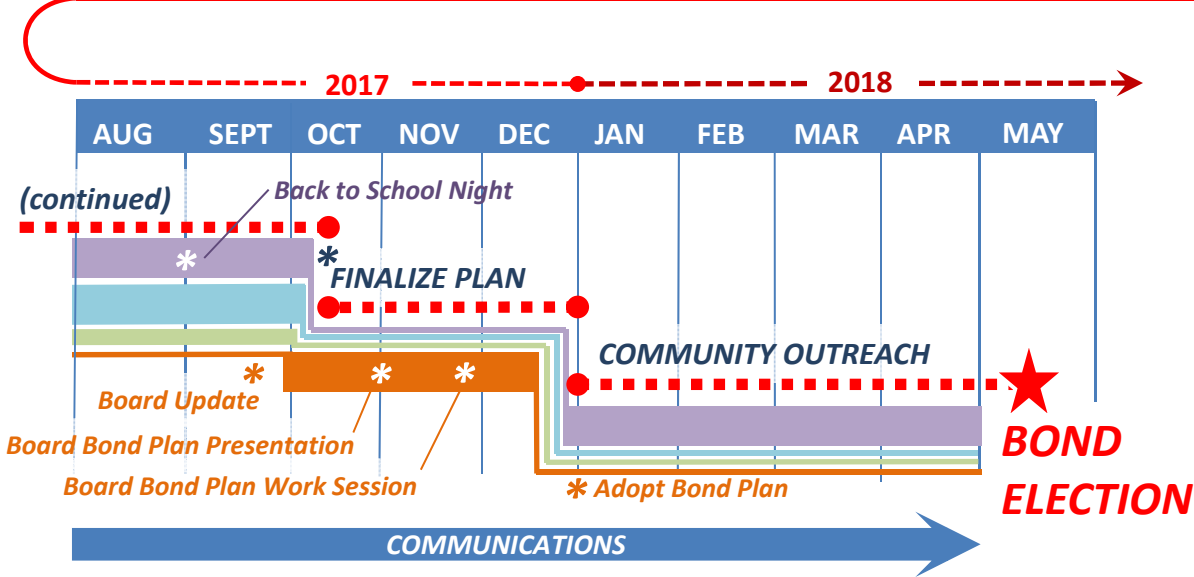 2017
2018
AUG SEPT OCT NOV DEC JAN FEB MAR APR MAY
Back to School Night
(continued)
*
*
FINALIZE PLAN
COMMUNITY OUTREACH
* * *
Board Update
Board Bond Plan Presentation
Board Bond Plan Work Session
* Adopt Bond Plan
BOND
ELECTION
COMMUNICATIONS